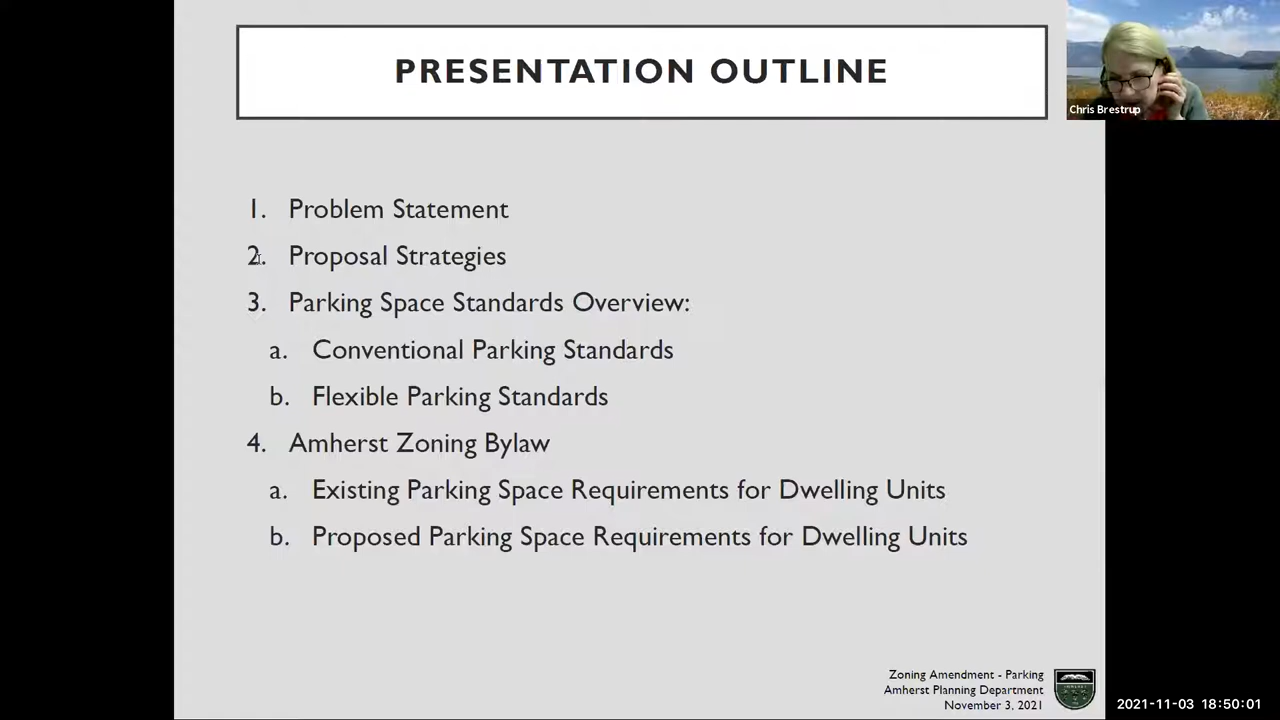 PRESENTATION OUTLINE
Chris Brestrup
1. Problem Statement
2. Proposal Strategies
3. Parking Space Standards Overview:
a. Conventional Parking Standards
b. Flexible Parking Standards
4. Amherst Zoning Bylaw
a. Existing Parking Space Requirements for Dwelling Units
b. Proposed Parking Space Requirements for Dwelling Units
Zoning Amendment - Parking
Amherst Planning Department
November 3, 2021
2021-11-03 18:50:01